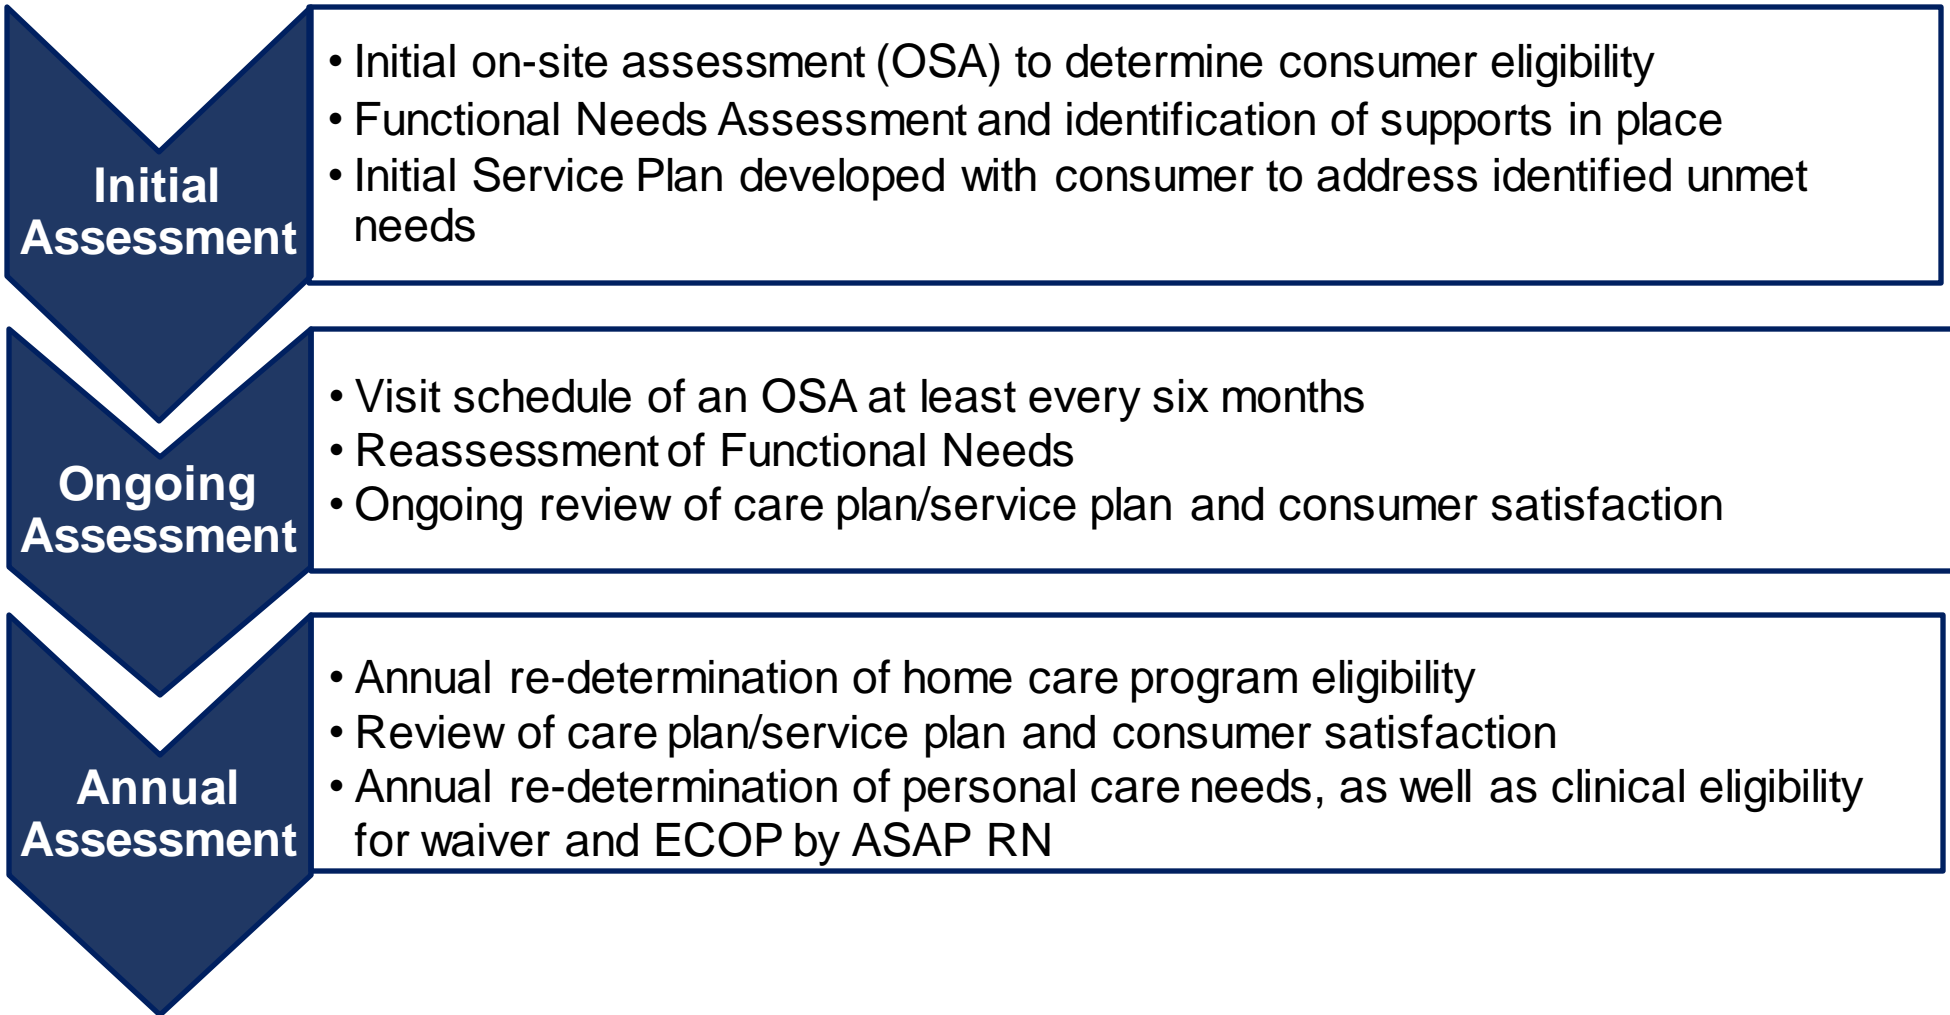 Initial
Assessment
• Initial on-site assessment (OSA) to determine consumer eligibility
• Functional Needs Assessment and identification of supports in place
• Initial Service Plan developed with consumer to address identified unmet
needs
Ongoing
Assessment
• Visit schedule of an OSA at least every six months
• Reassessment of Functional Needs
• Ongoing review of care plan/service plan and consumer satisfaction
Annual
Assessment
• Annual re-determination of home care program eligibility
• Review of care plan/service plan and consumer satisfaction
• Annual re-determination of personal care needs, as well as clinical eligibility
for waiver and ECOP by ASAP RN